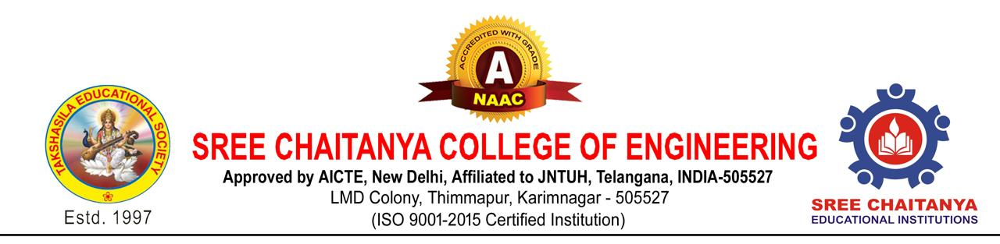 ACCREDITED WITH GRADE
A
NAAC
TAKSHASILA EDUCATIONAL SOCIETY
Estd. 1997
SREE CHAITANYA COLLEGE OF ENGINEERING
Approved by AICTE, New Delhi, Affiliated to JNTUH, Telangana, INDIA-505527
LMD Colony, Thimmapur, Karimnagar - 505527
(ISO 9001-2015 Certified Institution)
SREE CHAITANYA
EDUCATIONAL INSTITUTIONS